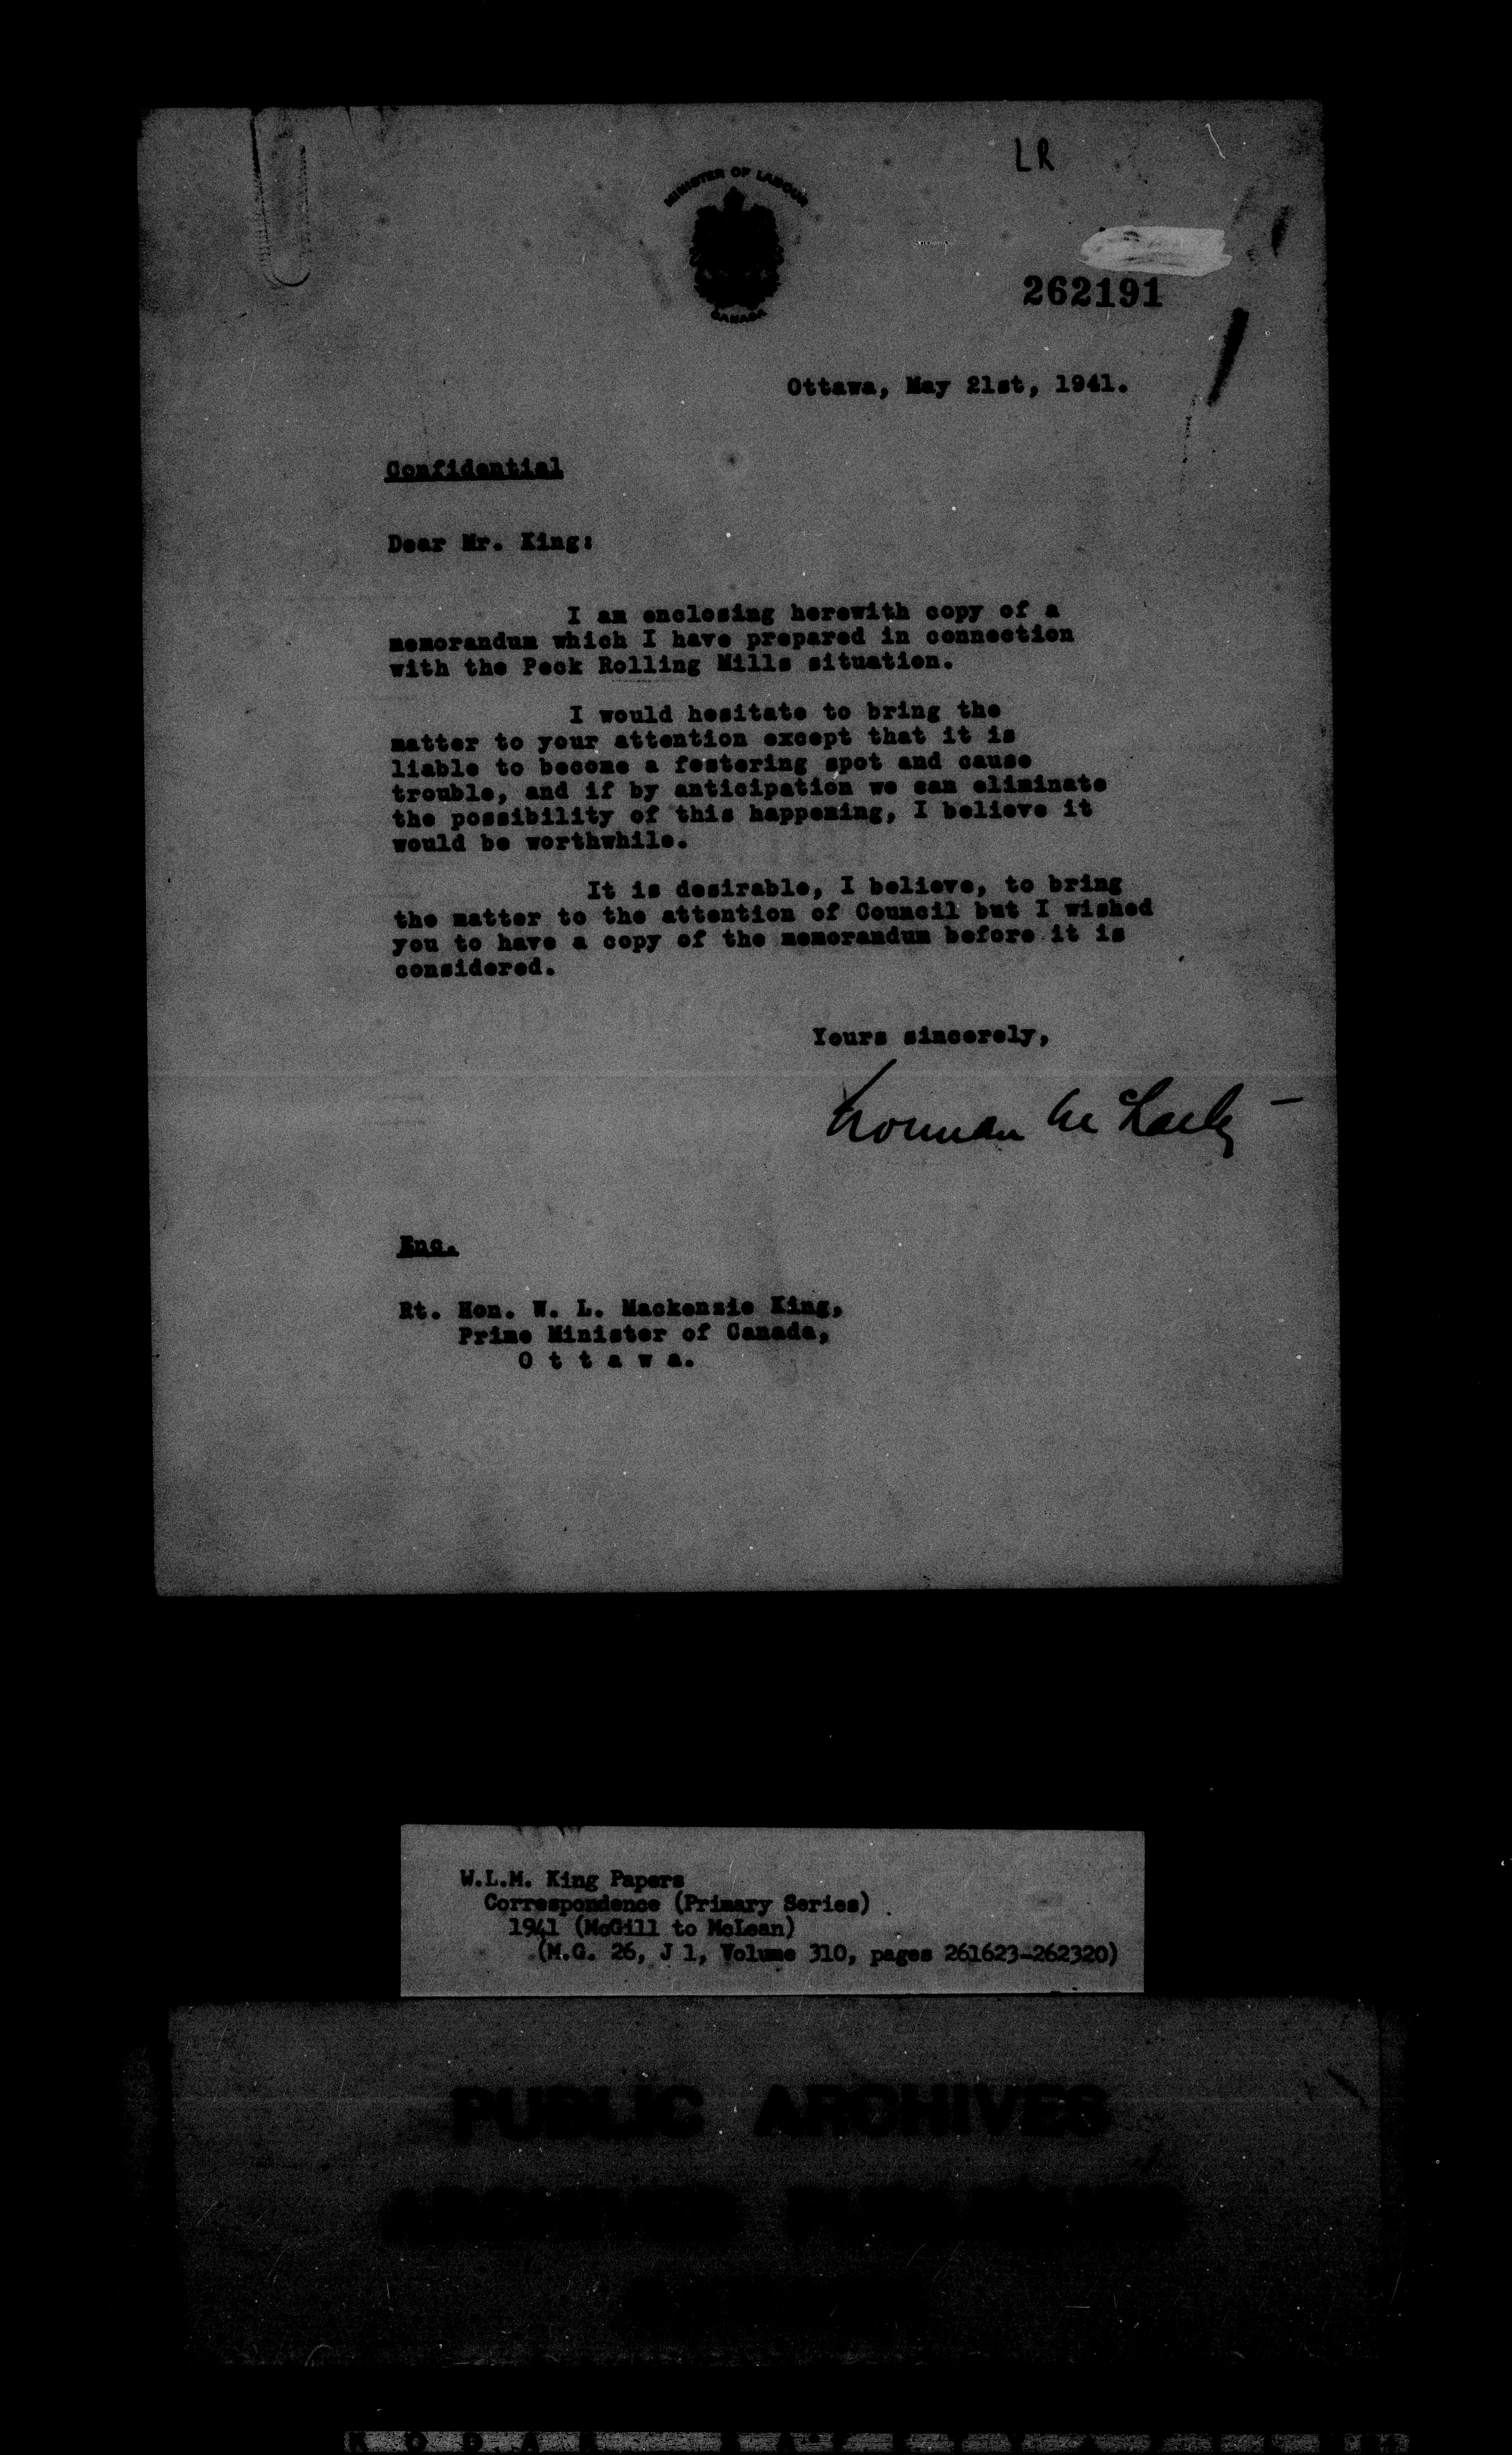 LR
MINISTER OF LABOUR
CANADA
262191
Ottawa, May 21st, 1941.
Confidential
Dear Mr. King:
I am enclosing herewith copy of a
memorandum which I have prepared in connection
with the Peck Rolling Mills situation.
I would hesitate to bring the
matter to your attention except that it is
liable to become a festering spot and cause
trouble, and if by anticipation we can eliminate
the possibility of this happening, I believe it
would be worthwhile.
It is desirable, I believe, to bring
the matter to the attention of Council but I wished
you to have a copy of the memorandum before it is
considered.
Yours sincerely,
Norman McLarty
Enc.
Rt. Hon. W. L. Mackenzie King,
Prime Minister of Canada,
O t t a w a.
W.L.M. King Papers
Correspondence (Primary Series)
1941 (McGill to McLean)
(M.G. 26, J 1, Volume 310, pages 261623-262320)
PUBLIC ARCHIVES